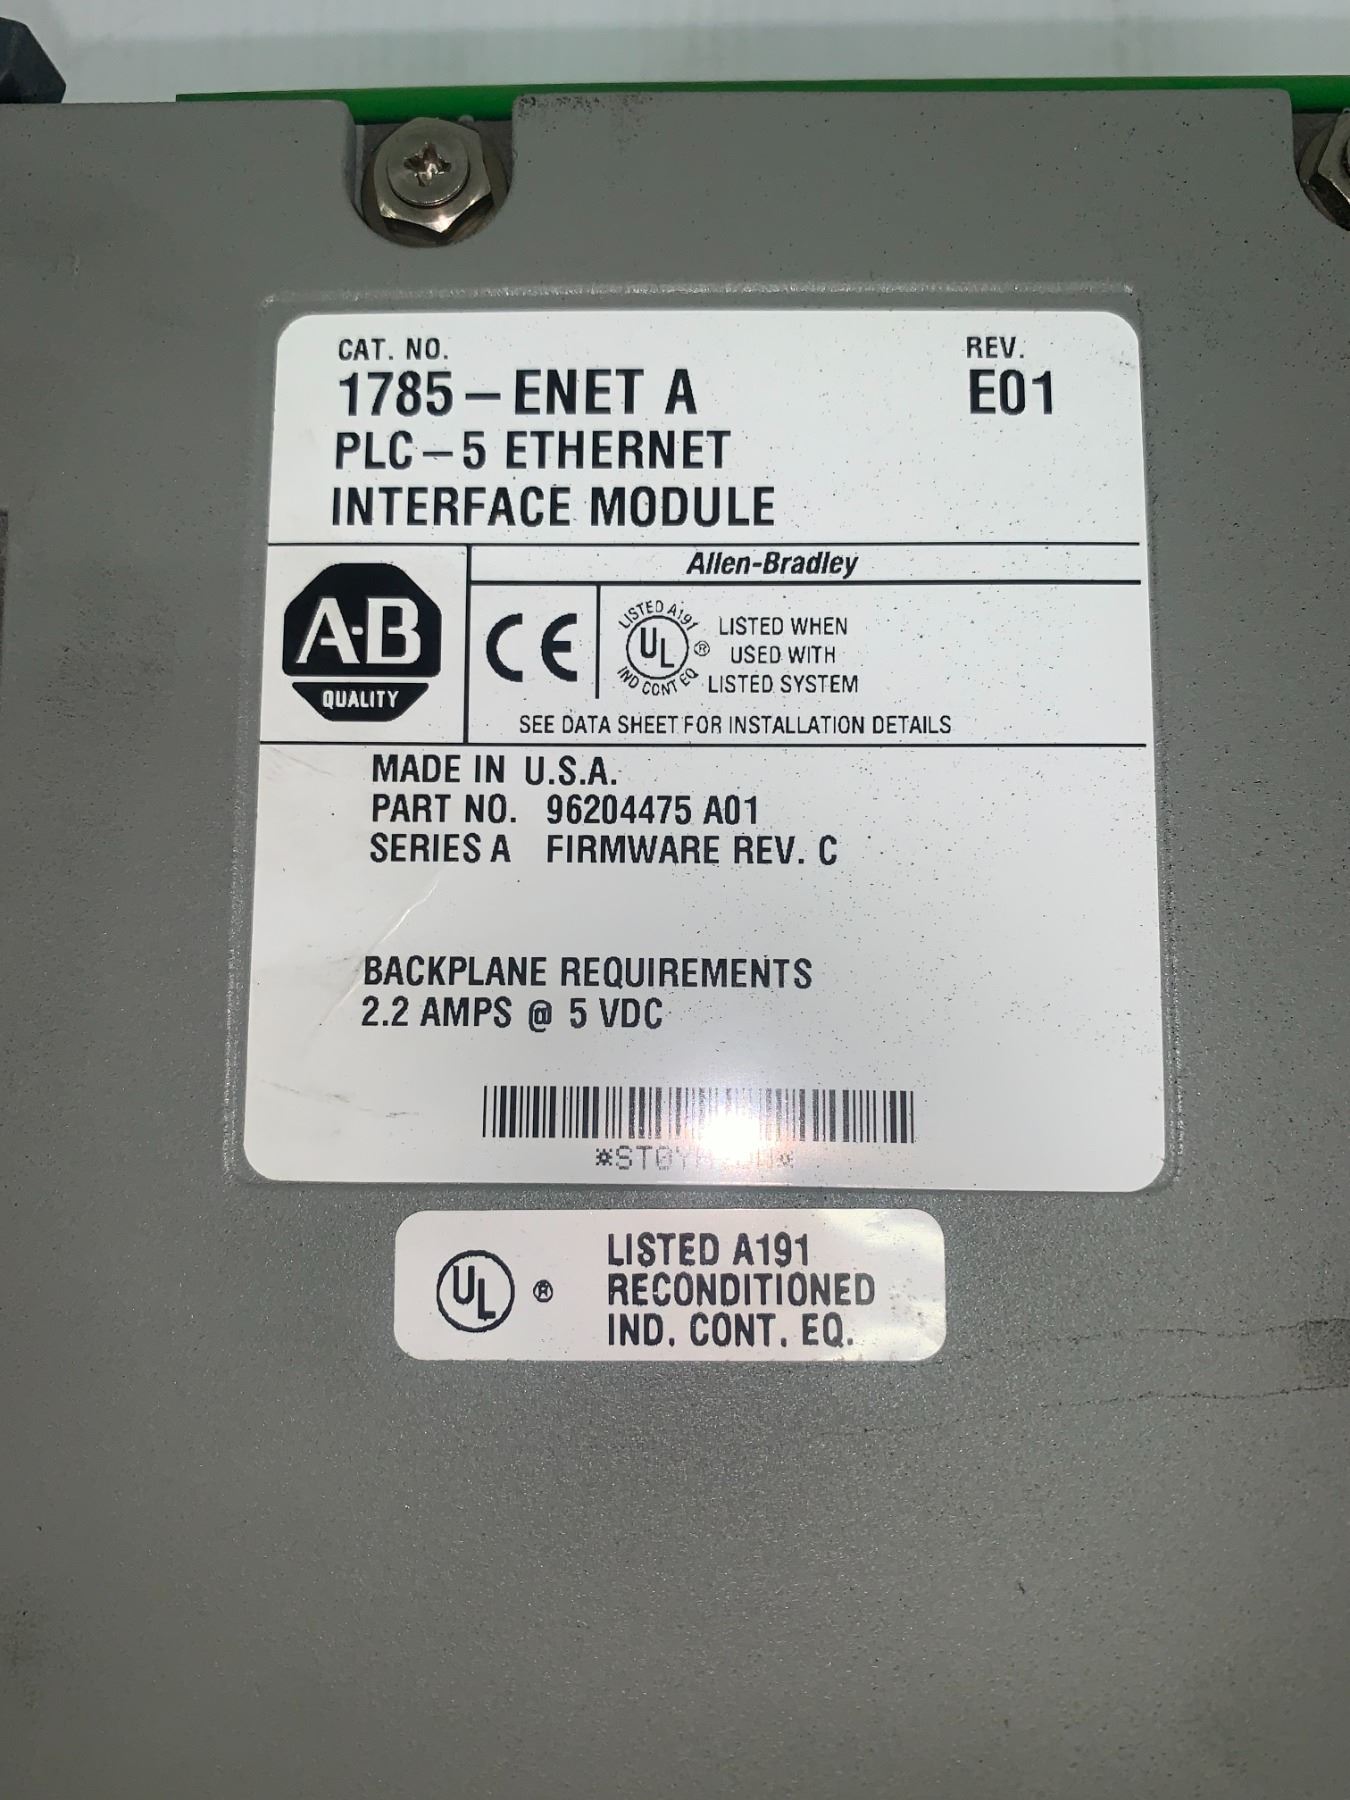 CAT. NO.
REV.
1785-ENET A
E01
PLC-5 ETHERNET
INTERFACE MODULE
Allen-Bradley
A-B
QUALITY
CE
LISTED A191
UL
®
IND CONT EQ
LISTED WHEN
USED WITH
LISTED SYSTEM
SEE DATA SHEET FOR INSTALLATION DETAILS
MADE IN U.S.A.
PART NO. 96204475 A01
SERIES A FIRMWARE REV. C
BACKPLANE REQUIREMENTS
2.2 AMPS @ 5 VDC
UL ®
LISTED A191
RECONDITIONED
IND. CONT. EQ.